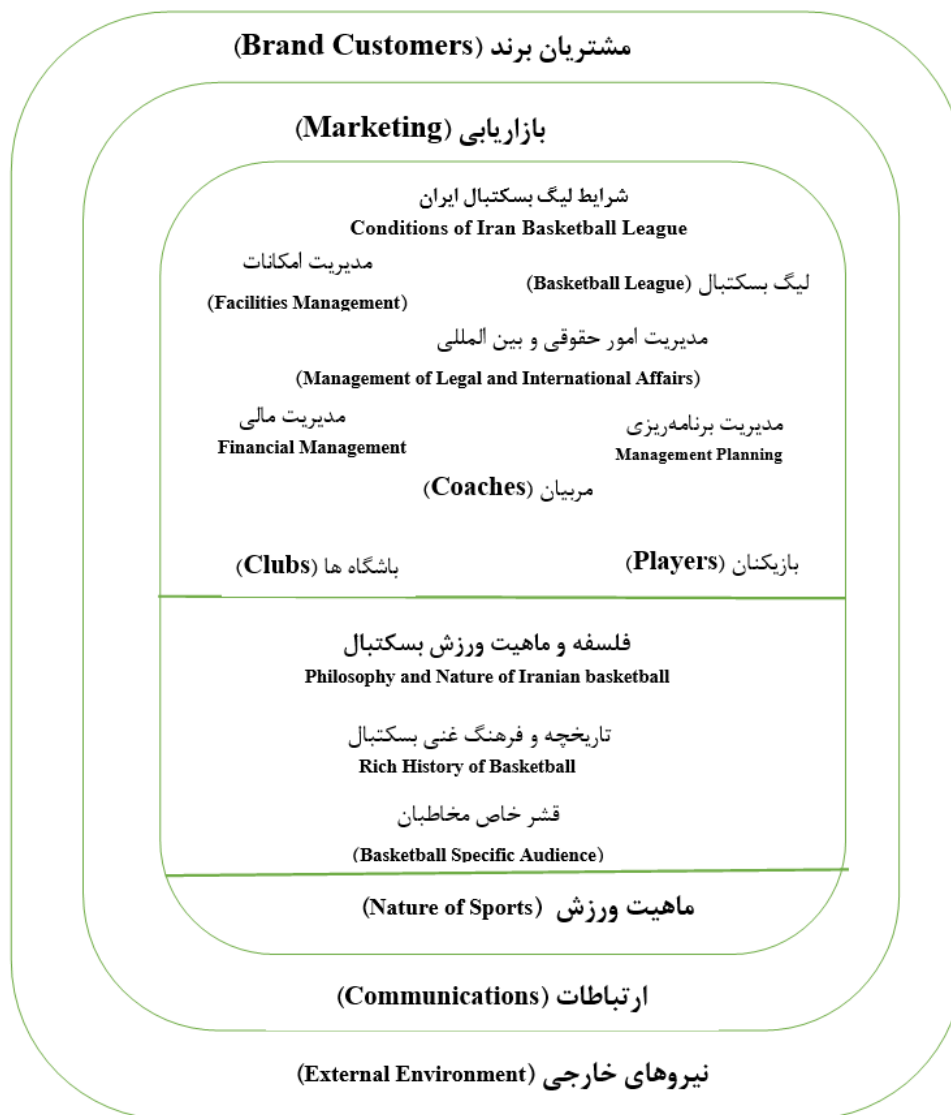 مشتریان برند (Brand Customers)
بازاریابی (Marketing)
شرایط لیگ بسکتبال ایران
Conditions of Iran Basketball League
مدیریت امکانات
(Facilities Management)
لیگ بسکتبال (Basketball League)
مدیریت امور حقوقی و بین المللی
(Management of Legal and International Affairs)
مدیریت مالی
Financial Management
مدیریت برنامه‌ریزی
Management Planning
مربیان (Coaches)
بازیکنان (Players)
باشگاه ها (Clubs)
فلسفه و ماهیت ورزش بسکتبال
Philosophy and Nature of Iranian basketball
تاریخچه و فرهنگ غنی بسکتبال
Rich History of Basketball
قشر خاص مخاطبان
(Basketball Specific Audience)
ماهیت ورزش (Nature of Sports)
ارتباطات (Communications)
نیروهای خارجی (External Environment)